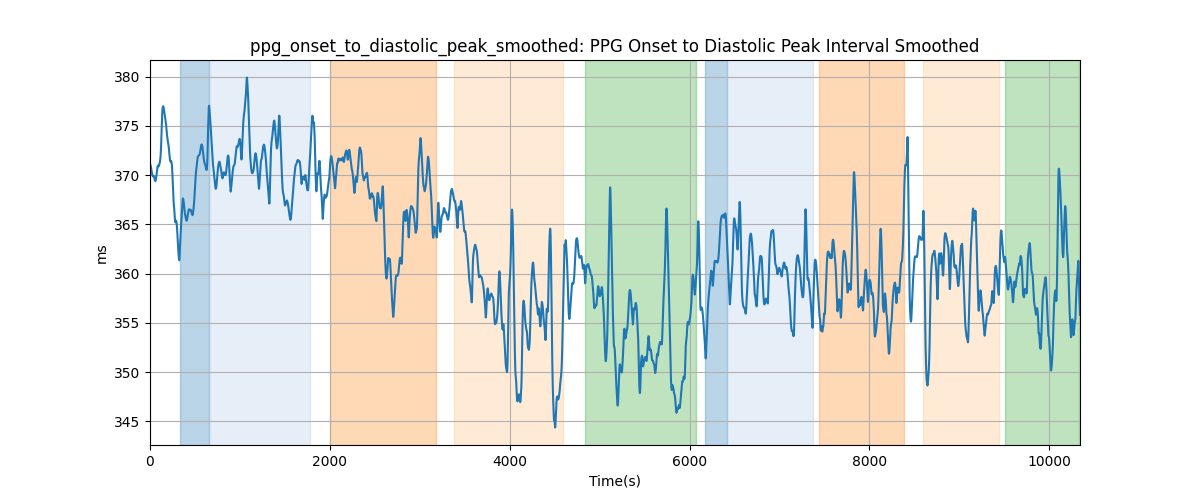 ppg_onset_to_diastolic_peak_smoothed: PPG Onset to Diastolic Peak Interval Smoothed
380
375
370
365
360
355
350
345
ms
0 2000 4000 6000 8000 10000
Time(s)